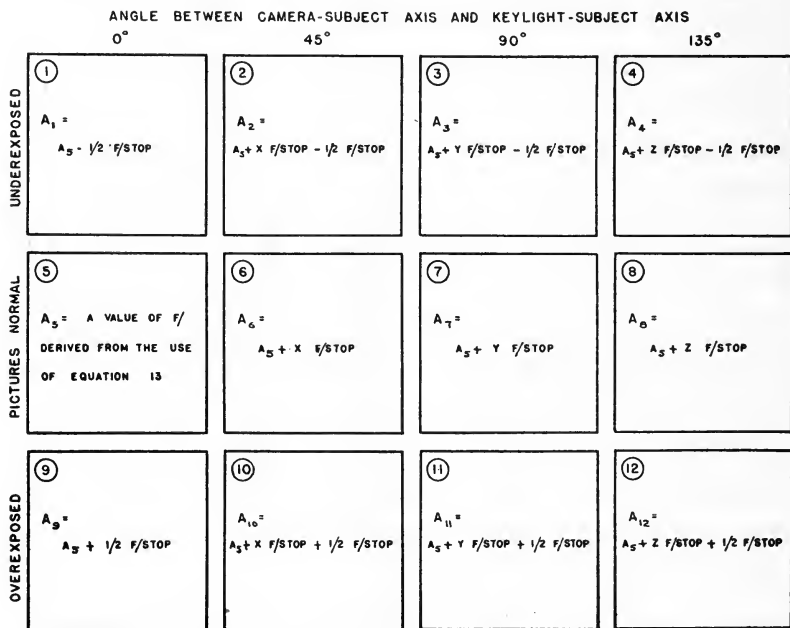 ANGLE BETWEEN CAMERA-SUBJECT AXIS AND KEYLIGHT-SUBJECT AXIS
0° 45° 90° 135°
UNDEREXPOSED
1
A1 =
A5 - 1/2 F/STOP
2
A2 =
A5 + X F/STOP - 1/2 F/STOP
3
A3 =
A5 + Y F/STOP - 1/2 F/STOP
4
A4 =
A5 + Z F/STOP - 1/2 F/STOP
PICTURES NORMAL
5
A5 = A VALUE OF F/
DERIVED FROM THE USE
OF EQUATION 13
6
A6 =
A5 + X F/STOP
7
A7 =
A5 + Y F/STOP
8
A8 =
A5 + Z F/STOP
OVEREXPOSED
9
A9 =
A5 + 1/2 F/STOP
10
A10 =
A5 + X F/STOP + 1/2 F/STOP
11
A11 =
A5 + Y F/STOP + 1/2 F/STOP
12
A12 =
A5 + Z F/STOP + 1/2 F/STOP